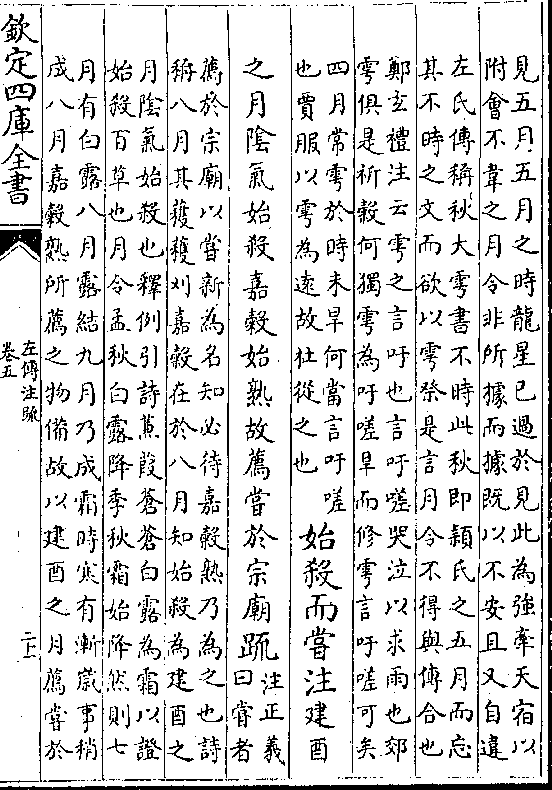 見五月五月之時龍星已過於見此為強牽天宿以
附會不韋之月令非所據而據既以不安且又自違
左氏傳稱秋大雩書不時此秋即穎氏之五月而忘
其不時之文而欲以雩祭是言月令不得與傳合也
鄭玄禮注云雩之言吁也言吁嗟哭泣以求雨也郊
雩俱是祈穀何獨雩為吁嗟旱而修雩言吁嗟可矣
四月常雩於時未旱何當言吁嗟
也賈服以雩為遠故杜從之也
始殺而嘗注建酉
之月陰氣始殺嘉穀始熟故薦嘗於宗廟疏
注正義
曰嘗者
薦於宗廟以嘗新為名知必待嘉穀熟乃為之也詩
稱八月其穫穫刈嘉穀在於八月知始殺為建酉之
月陰氣始殺也釋例引詩蒹葭蒼蒼白露為霜以證
始殺百草也月令孟秋白露降季秋霜始降然則七
月有白露八月露結九月乃成霜時寒有漸歲事稍
成八月嘉穀熟所薦之物備故以建酉之月薦嘗於
欽定四庫全書
左傳注疏
卷五
二十一